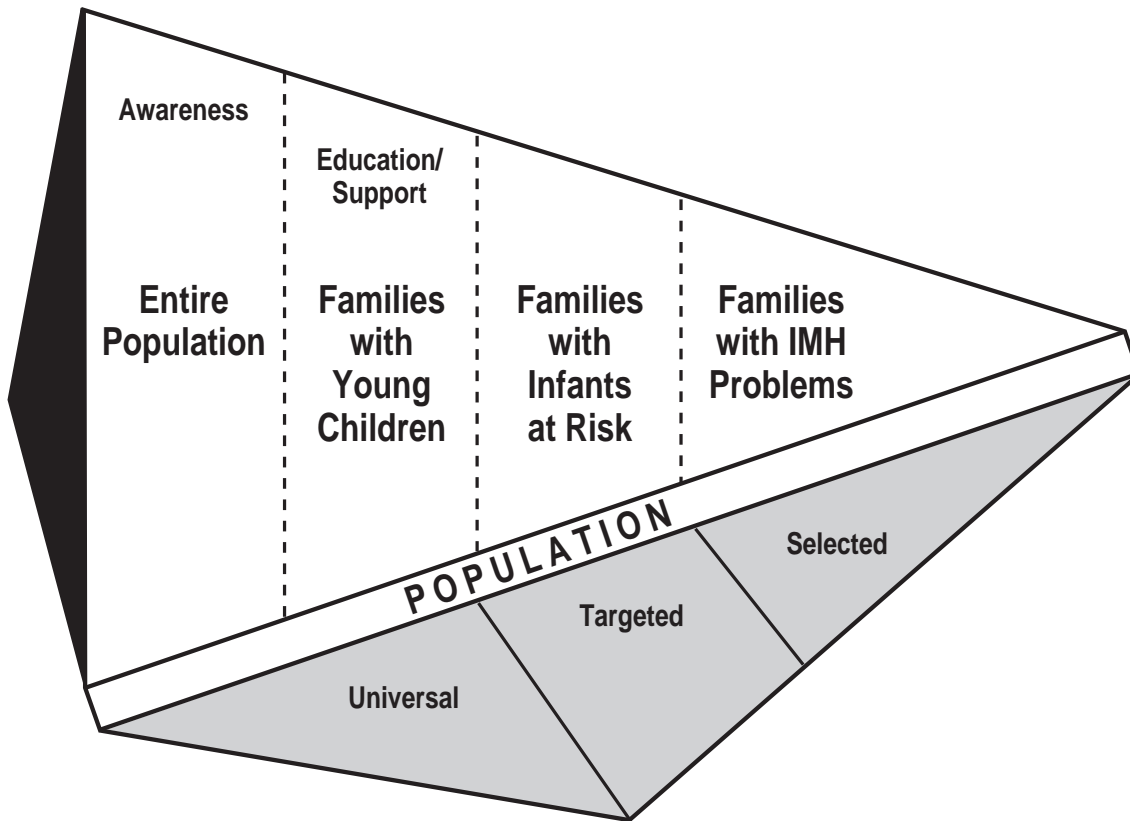 Awareness
Education/
Support
Entire
Population
Families
with
Young
Children
Families
with
Infants
at Risk
Families
with IMH
Problems
POPULATION
Universal
Targeted
Selected